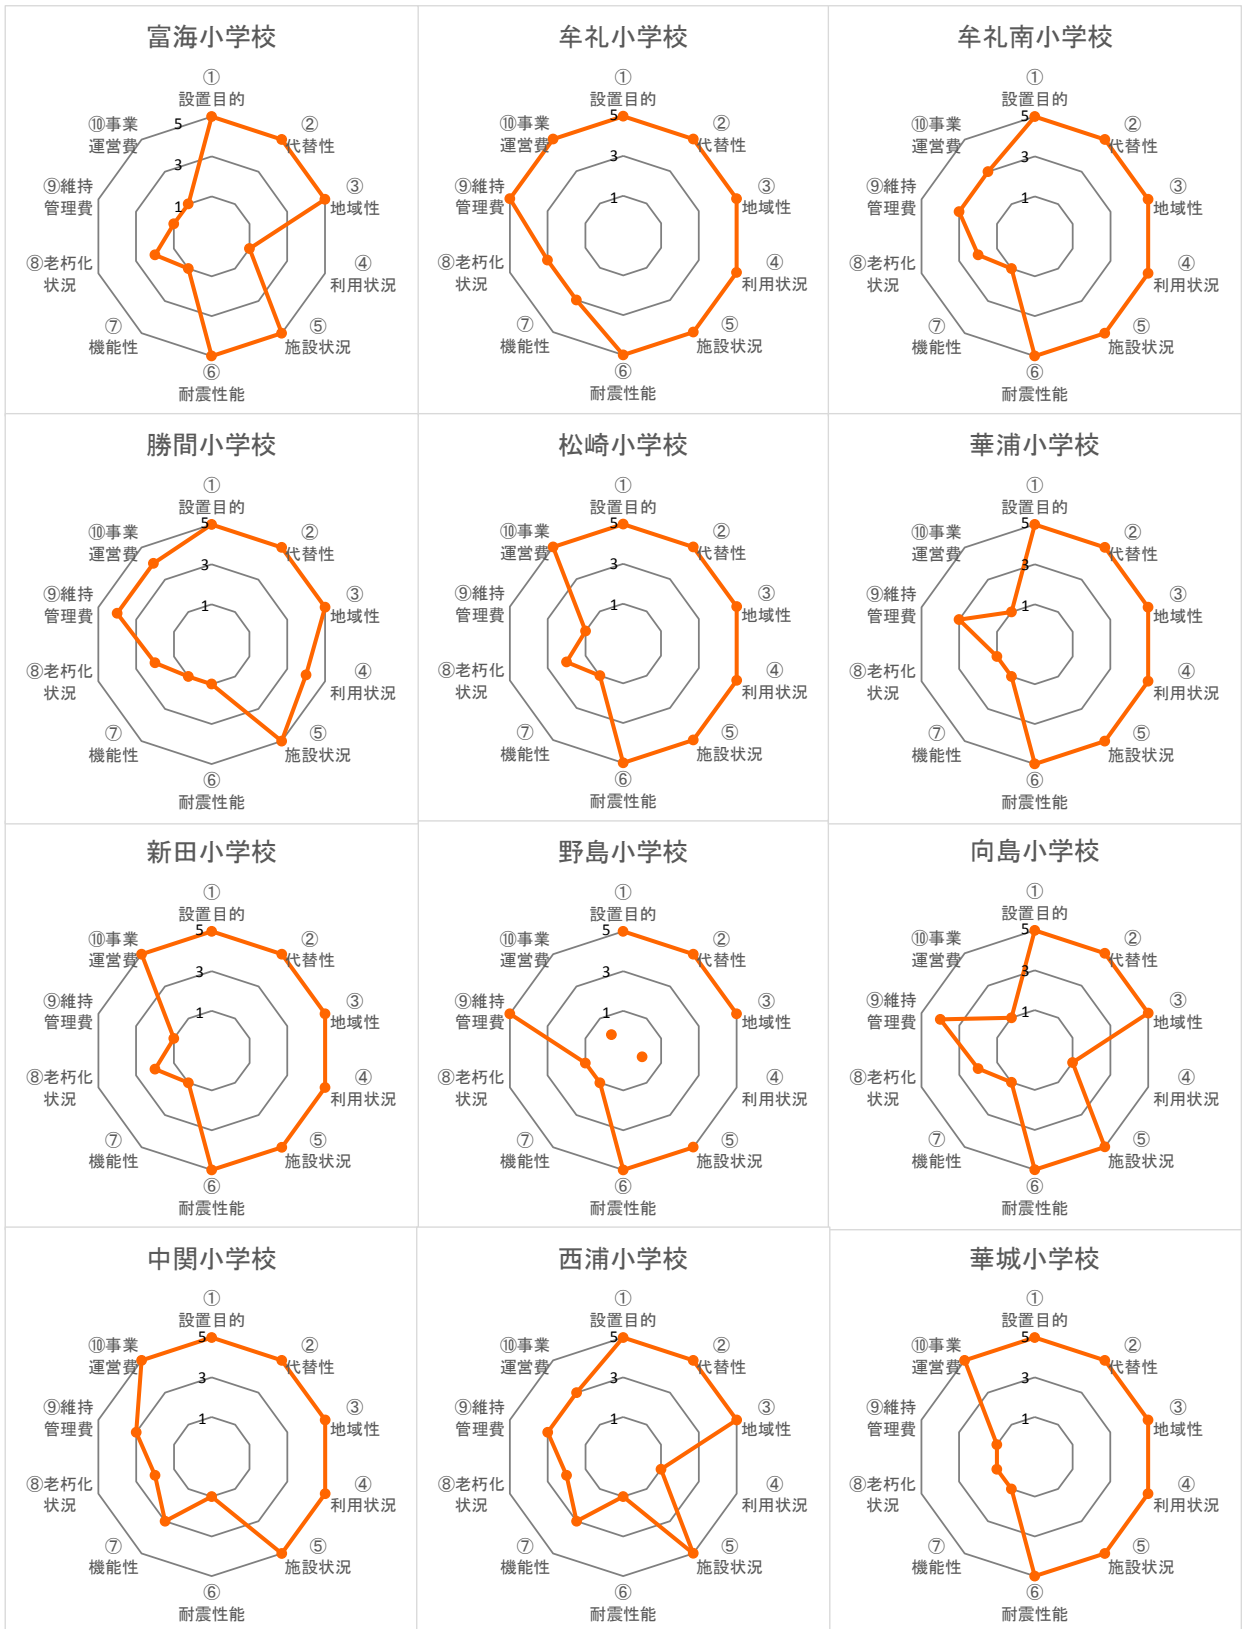 富海小学校
①
設置目的
②
代替性
③
地域性
④
利用状況
⑤
施設状況
⑥
耐震性能
⑦
機能性
⑧老朽化
状況
⑨維持
管理費
⑩事業
運営費
5
3
1
牟礼小学校
①
設置目的
②
代替性
③
地域性
④
利用状況
⑤
施設状況
⑥
耐震性能
⑦
機能性
⑧老朽化
状況
⑨維持
管理費
⑩事業
運営費
5
3
1
牟礼南小学校
①
設置目的
②
代替性
③
地域性
④
利用状況
⑤
施設状況
⑥
耐震性能
⑦
機能性
⑧老朽化
状況
⑨維持
管理費
⑩事業
運営費
5
3
1
勝間小学校
①
設置目的
②
代替性
③
地域性
④
利用状況
⑤
施設状況
⑥
耐震性能
⑦
機能性
⑧老朽化
状況
⑨維持
管理費
⑩事業
運営費
5
3
1
松崎小学校
①
設置目的
②
代替性
③
地域性
④
利用状況
⑤
施設状況
⑥
耐震性能
⑦
機能性
⑧老朽化
状況
⑨維持
管理費
⑩事業
運営費
5
3
1
華浦小学校
①
設置目的
②
代替性
③
地域性
④
利用状況
⑤
施設状況
⑥
耐震性能
⑦
機能性
⑧老朽化
状況
⑨維持
管理費
⑩事業
運営費
5
3
1
新田小学校
①
設置目的
②
代替性
③
地域性
④
利用状況
⑤
施設状況
⑥
耐震性能
⑦
機能性
⑧老朽化
状況
⑨維持
管理費
⑩事業
運営費
5
3
1
野島小学校
①
設置目的
②
代替性
③
地域性
④
利用状況
⑤
施設状況
⑥
耐震性能
⑦
機能性
⑧老朽化
状況
⑨維持
管理費
⑩事業
運営費
5
3
1
向島小学校
①
設置目的
②
代替性
③
地域性
④
利用状況
⑤
施設状況
⑥
耐震性能
⑦
機能性
⑧老朽化
状況
⑨維持
管理費
⑩事業
運営費
5
3
1
中関小学校
①
設置目的
②
代替性
③
地域性
④
利用状況
⑤
施設状況
⑥
耐震性能
⑦
機能性
⑧老朽化
状況
⑨維持
管理費
⑩事業
運営費
5
3
1
西浦小学校
①
設置目的
②
代替性
③
地域性
④
利用状況
⑤
施設状況
⑥
耐震性能
⑦
機能性
⑧老朽化
状況
⑨維持
管理費
⑩事業
運営費
5
3
1
華城小学校
①
設置目的
②
代替性
③
地域性
④
利用状況
⑤
施設状況
⑥
耐震性能
⑦
機能性
⑧老朽化
状況
⑨維持
管理費
⑩事業
運営費
5
3
1